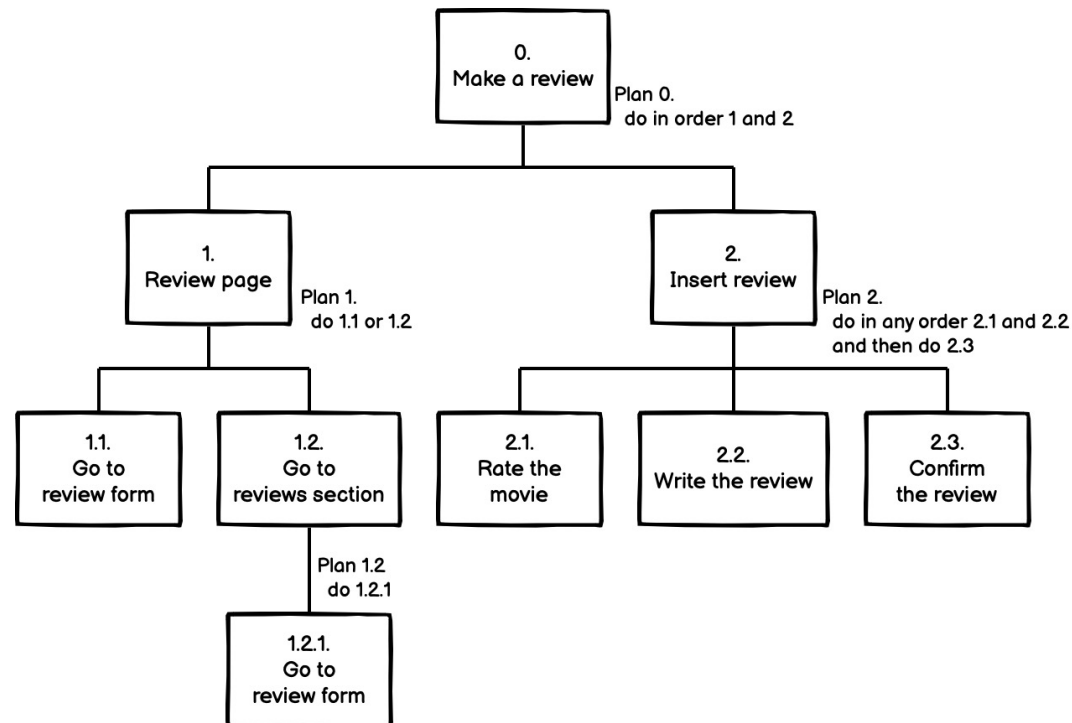 0.
Make a review
Plan 0.
do in order 1 and 2
1.
Review page
Plan 1.
do 1.1 or 1.2
2.
Insert review
Plan 2.
do in any order 2.1 and 2.2
and then do 2.3
1.1.
Go to
review form
1.2.
Go to
reviews section
2.1.
Rate the
movie
2.2.
Write the review
2.3.
Confirm
the review
Plan 1.2
do 1.2.1
1.2.1.
Go to
review form